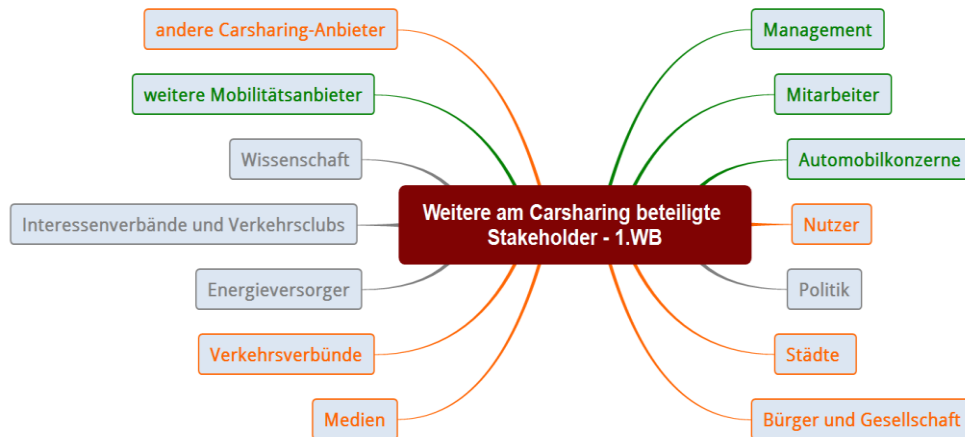 andere Carsharing-Anbieter
weitere Mobilitätsanbieter
Wissenschaft
Interessenverbände und Verkehrsclubs
Energieversorger
Verkehrsverbünde
Medien
Weitere am Carsharing beteiligte
Stakeholder - 1.WB
Management
Mitarbeiter
Automobilkonzerne
Nutzer
Politik
Städte
Bürger und Gesellschaft